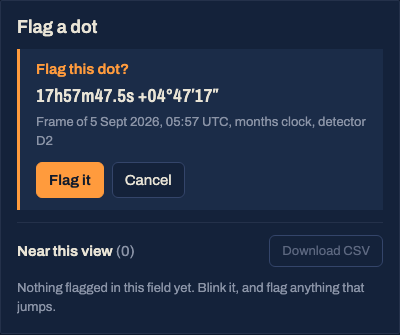 Flag a dot
Flag this dot?
17h57m47.5s +04°47′17″
Frame of 5 Sept 2026, 05:57 UTC, months clock, detector
D2
Flag it
Cancel
Near this view (0)
Download CSV
Nothing flagged in this field yet. Blink it, and flag anything that
jumps.